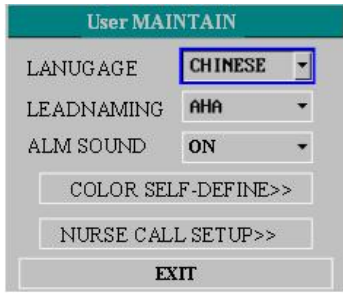 User MAINTAIN
LANUGAGE CHINESE
LEADNAMING AHA
ALM SOUND ON
COLOR SELF-DEFINE>>
NURSE CALL SETUP>>
EXIT